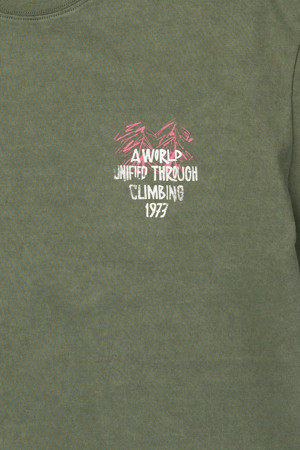 A WORLD
UNIFIED THROUGH
CLIMBING
1973